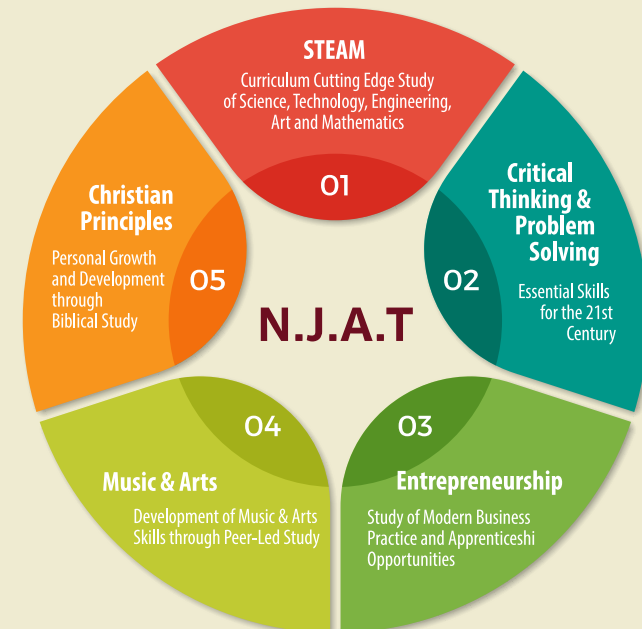 STEAM
Curriculum Cutting Edge Study
of Science, Technology, Engineering,
Art and Mathematics
01
Critical
Thinking &
Problem
Solving
Essential Skills
for the 21st
Century
02
Entrepreneurship
Study of Modern Business
Practice and Apprenticeshi
Opportunities
03
Music & Arts
Development of Music & Arts
Skills through Peer-Led Study
04
Christian
Principles
Personal Growth
and Development
through
Biblical Study
05
N.J.A.T